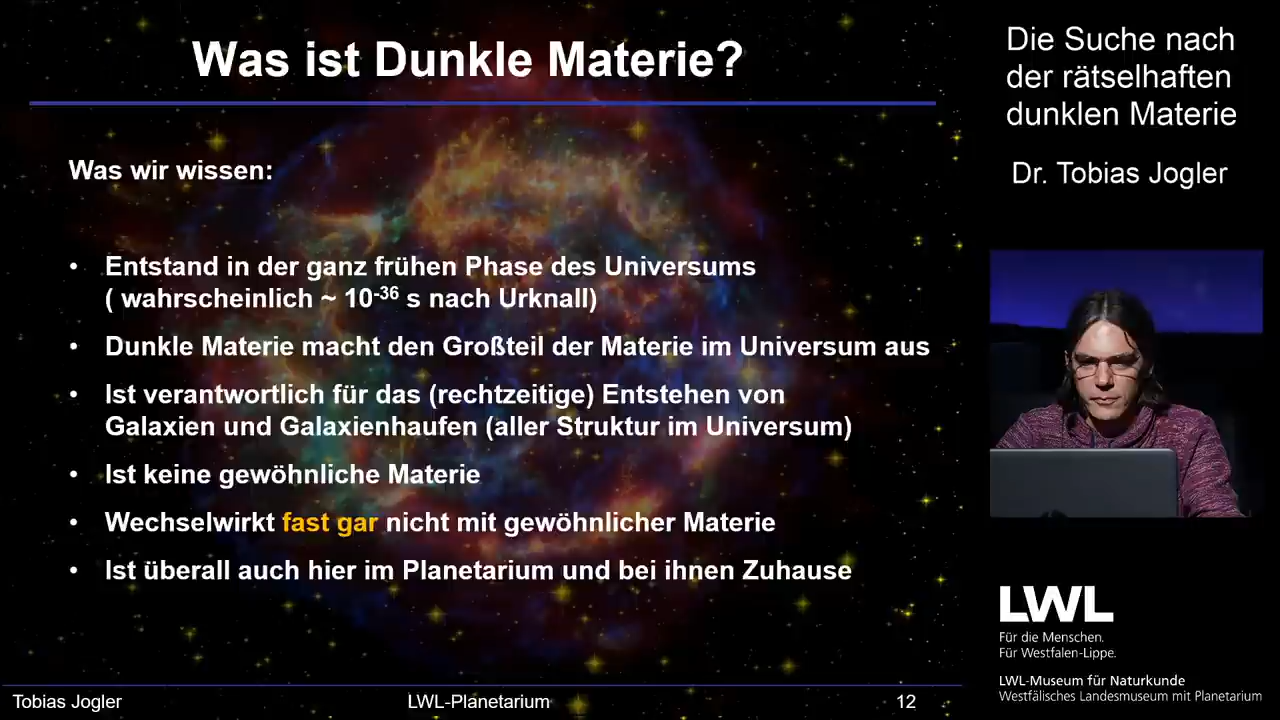 Was ist Dunkle Materie?
Was wir wissen:
• Entstand in der ganz frühen Phase des Universums
( wahrscheinlich ~ 10⁻³⁶ s nach Urknall)
• Dunkle Materie macht den Großteil der Materie im Universum aus
• Ist verantwortlich für das (rechtzeitige) Entstehen von
Galaxien und Galaxienhaufen (aller Struktur im Universum)
• Ist keine gewöhnliche Materie
• Wechselwirkt fast gar nicht mit gewöhnlicher Materie
• Ist überall auch hier im Planetarium und bei ihnen Zuhause
Tobias Jogler
LWL-Planetarium
12
Die Suche nach
der rätselhaften
dunklen Materie
Dr. Tobias Jogler
LWL
Für die Menschen.
Für Westfalen-Lippe.
LWL-Museum für Naturkunde
Westfälisches Landesmuseum mit Planetarium